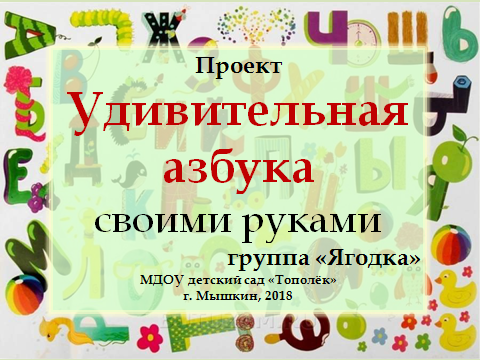 Проект
Удивительная
азбука
своими руками
группа «Ягодка»
МДОУ детский сад «Тополёк»
г. Мышкин, 2018